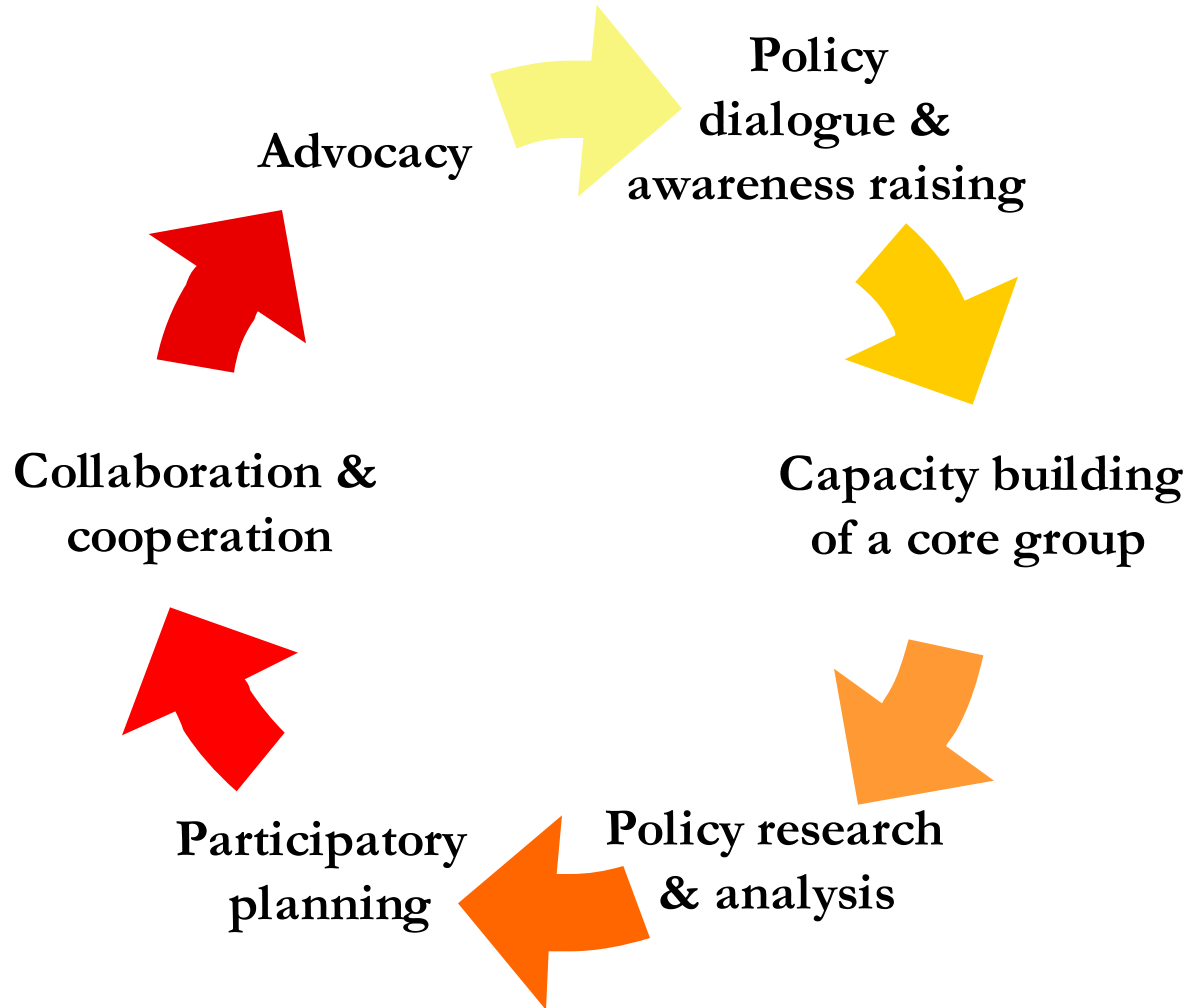 Advocacy
Policy
dialogue &
awareness raising
Capacity building
of a core group
Policy research
& analysis
Participatory
planning
Collaboration &
cooperation